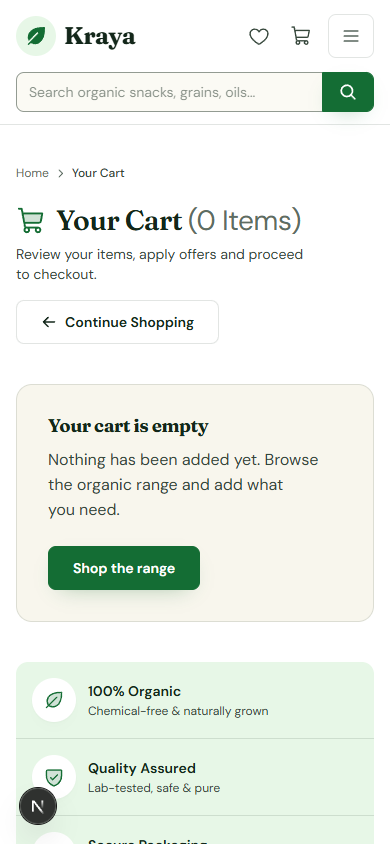 Kraya
Search organic snacks, grains, oils...
Home > Your Cart
Your Cart (0 Items)
Review your items, apply offers and proceed
to checkout.
← Continue Shopping
Your cart is empty
Nothing has been added yet. Browse
the organic range and add what
you need.
Shop the range
100% Organic
Chemical-free & naturally grown
Quality Assured
Lab-tested, safe & pure
N
Secure Packaging